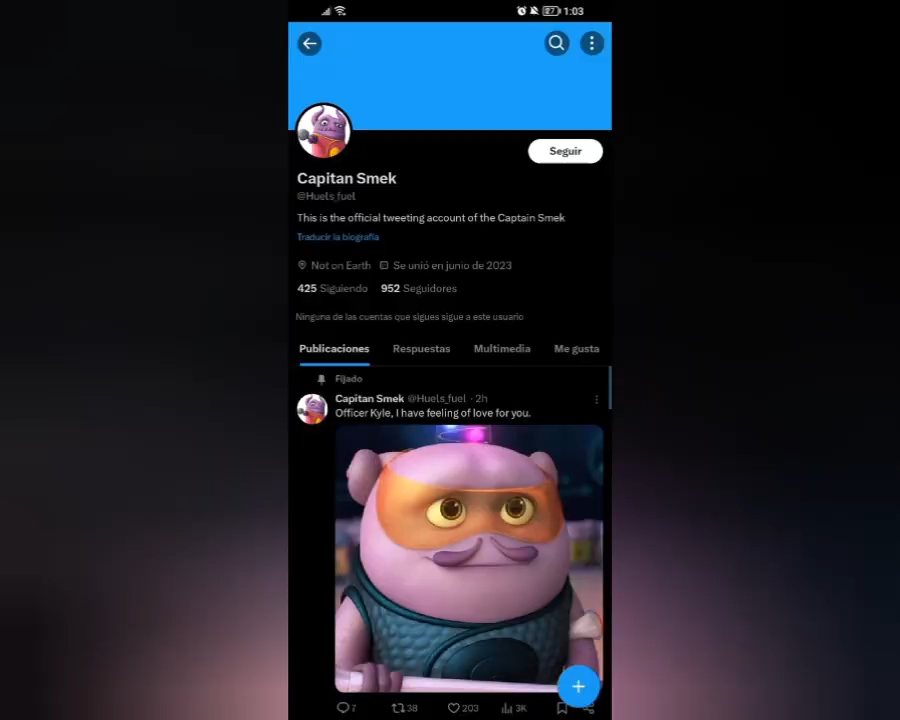 27 1:03
Seguir
Capitan Smek
@Huels_fuel
This is the official tweeting account of the Captain Smek
Traducir la biografía
Not on Earth Se unió en junio de 2023
425 Siguiendo 952 Seguidores
Ninguna de las cuentas que sigues sigue a este usuario
Publicaciones Respuestas Multimedia Me gusta
Fijado
Capitan Smek @Huels_fuel · 2h
Officer Kyle, I have feeling of love for you.
7 38 203 3K